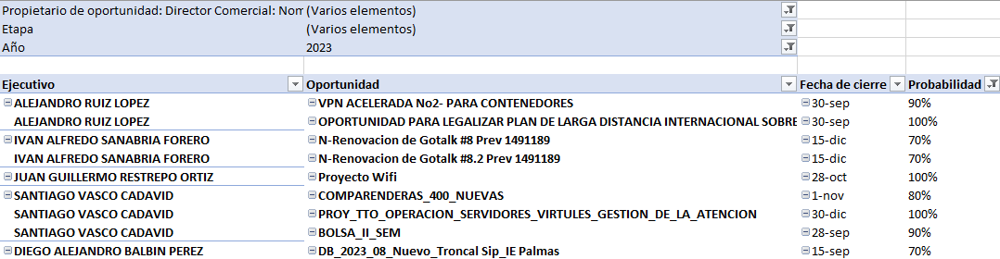 Propietario de oportunidad: Director Comercial: Nom (Varios elementos)
Etapa (Varios elementos)
Año 2023
Ejecutivo Oportunidad Fecha de cierre Probabilidad
ALEJANDRO RUIZ LOPEZ VPN ACELERADA No2- PARA CONTENEDORES 30-sep 90%
ALEJANDRO RUIZ LOPEZ OPORTUNIDAD PARA LEGALIZAR PLAN DE LARGA DISTANCIA INTERNACIONAL SOBRE 30-sep 100%
IVAN ALFREDO SANABRIA FORERO N-Renovacion de Gotalk #8 Prev 1491189 15-dic 70%
IVAN ALFREDO SANABRIA FORERO N-Renovacion de Gotalk #8.2 Prev 1491189 15-dic 70%
JUAN GUILLERMO RESTREPO ORTIZ Proyecto Wifi 28-oct 100%
SANTIAGO VASCO CADAVID COMPARENDERAS_400_NUEVAS 1-nov 80%
SANTIAGO VASCO CADAVID PROY_TTO_OPERACION_SERVIDORES_VIRTULES_GESTION_DE_LA_ATENCION 30-dic 100%
SANTIAGO VASCO CADAVID BOLSA_II_SEM 28-sep 90%
DIEGO ALEJANDRO BALBIN PEREZ DB_2023_08_Nuevo_Troncal Sip_IE Palmas 15-sep 70%